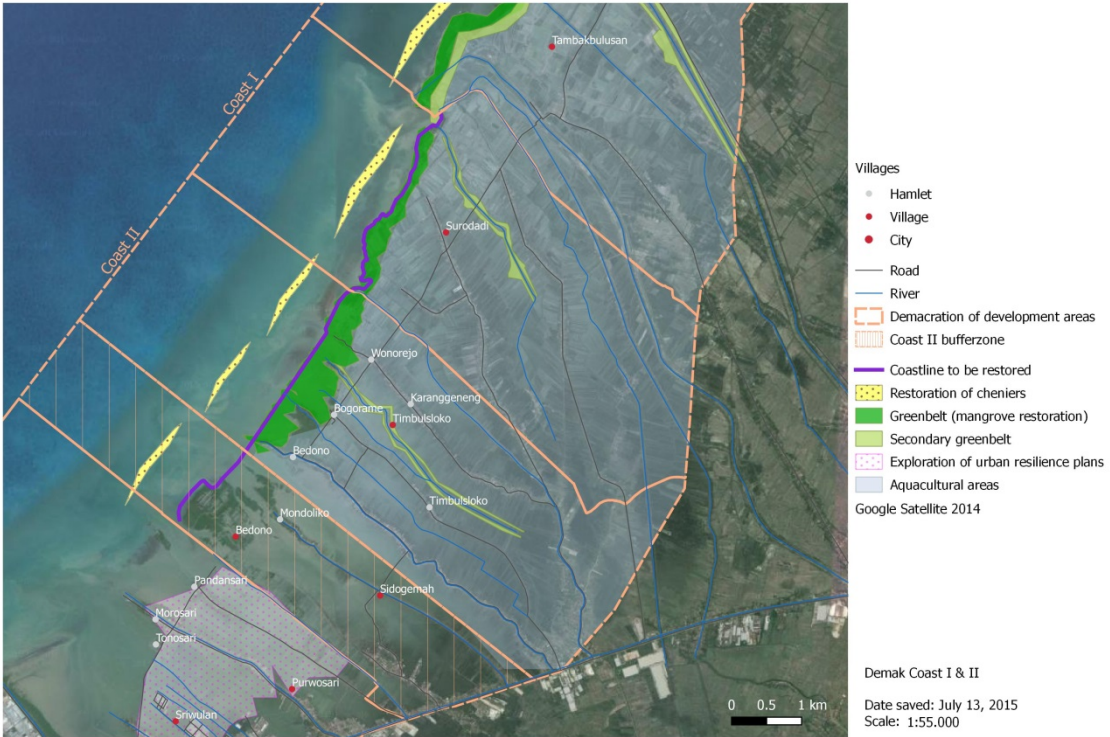 Coast I
Coast II
Tambakbulusan
Surodadi
Wonorejo
Karanggeneng
Bogorame
Timbulsloko
Bedono
Timbulsloko
Mondoliko
Bedono
Pandansari
Sidogemah
Morosari
Tonosari
Purwosari
Sriwulan
0 0.5 1 km
Villages
Hamlet
Village
City
Road
River
Demacration of development areas
Coast II bufferzone
Coastline to be restored
Restoration of cheniers
Greenbelt (mangrove restoration)
Secondary greenbelt
Exploration of urban resilience plans
Aquacultural areas
Google Satellite 2014
Demak Coast I & II
Date saved: July 13, 2015
Scale: 1:55.000